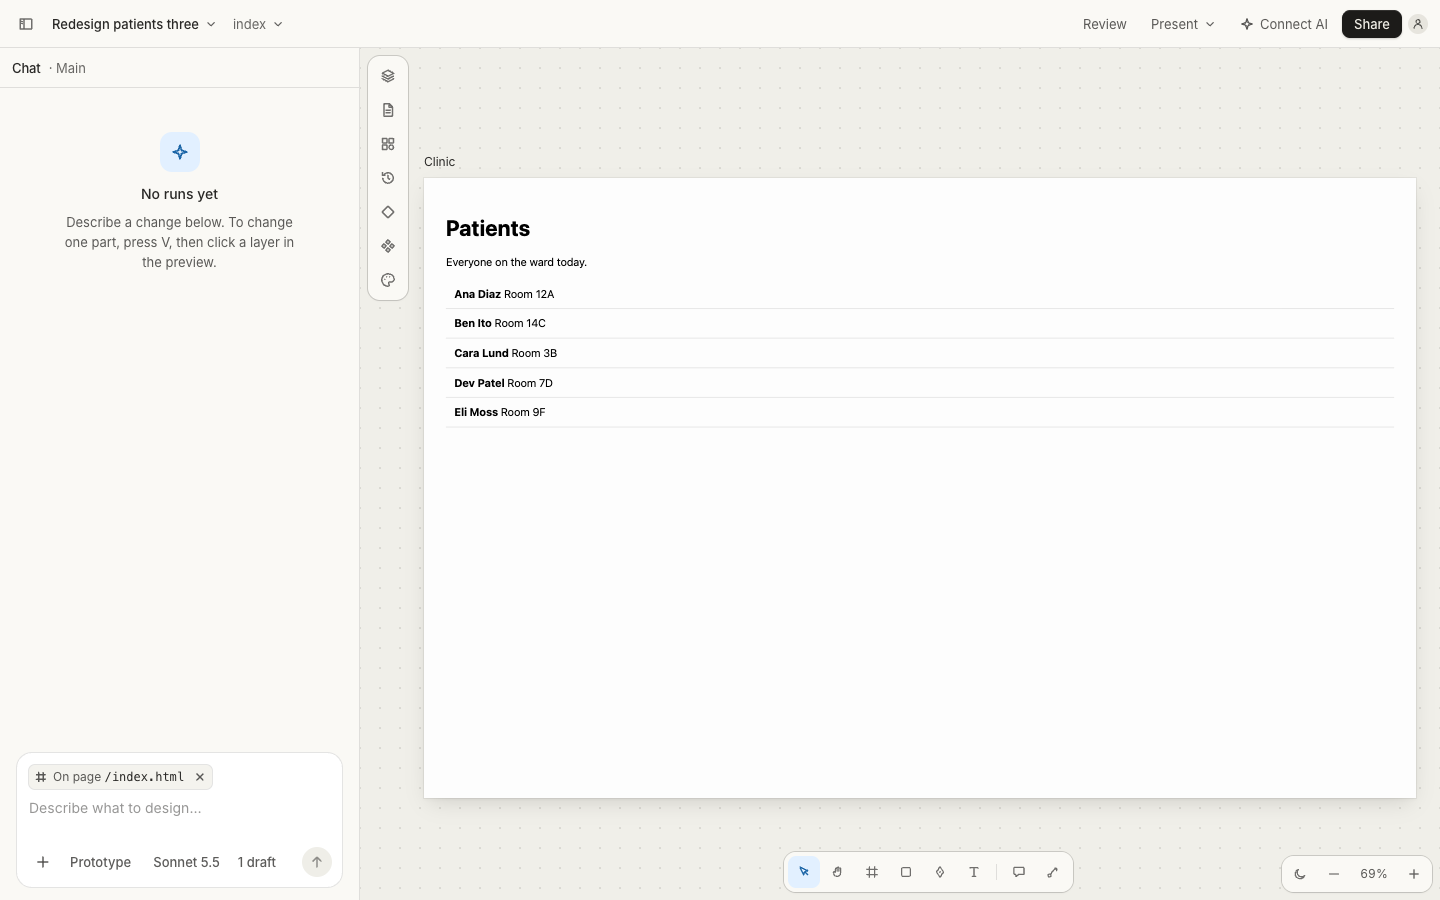 Redesign patients three
index
Review
Present
Connect AI
Share
Chat · Main
No runs yet
Describe a change below. To change
one part, press V, then click a layer in
the preview.
Clinic
Patients
Everyone on the ward today.
Ana Diaz Room 12A
Ben Ito Room 14C
Cara Lund Room 3B
Dev Patel Room 7D
Eli Moss Room 9F
On page /index.html
Describe what to design...
Prototype
Sonnet 5.5
1 draft
69%